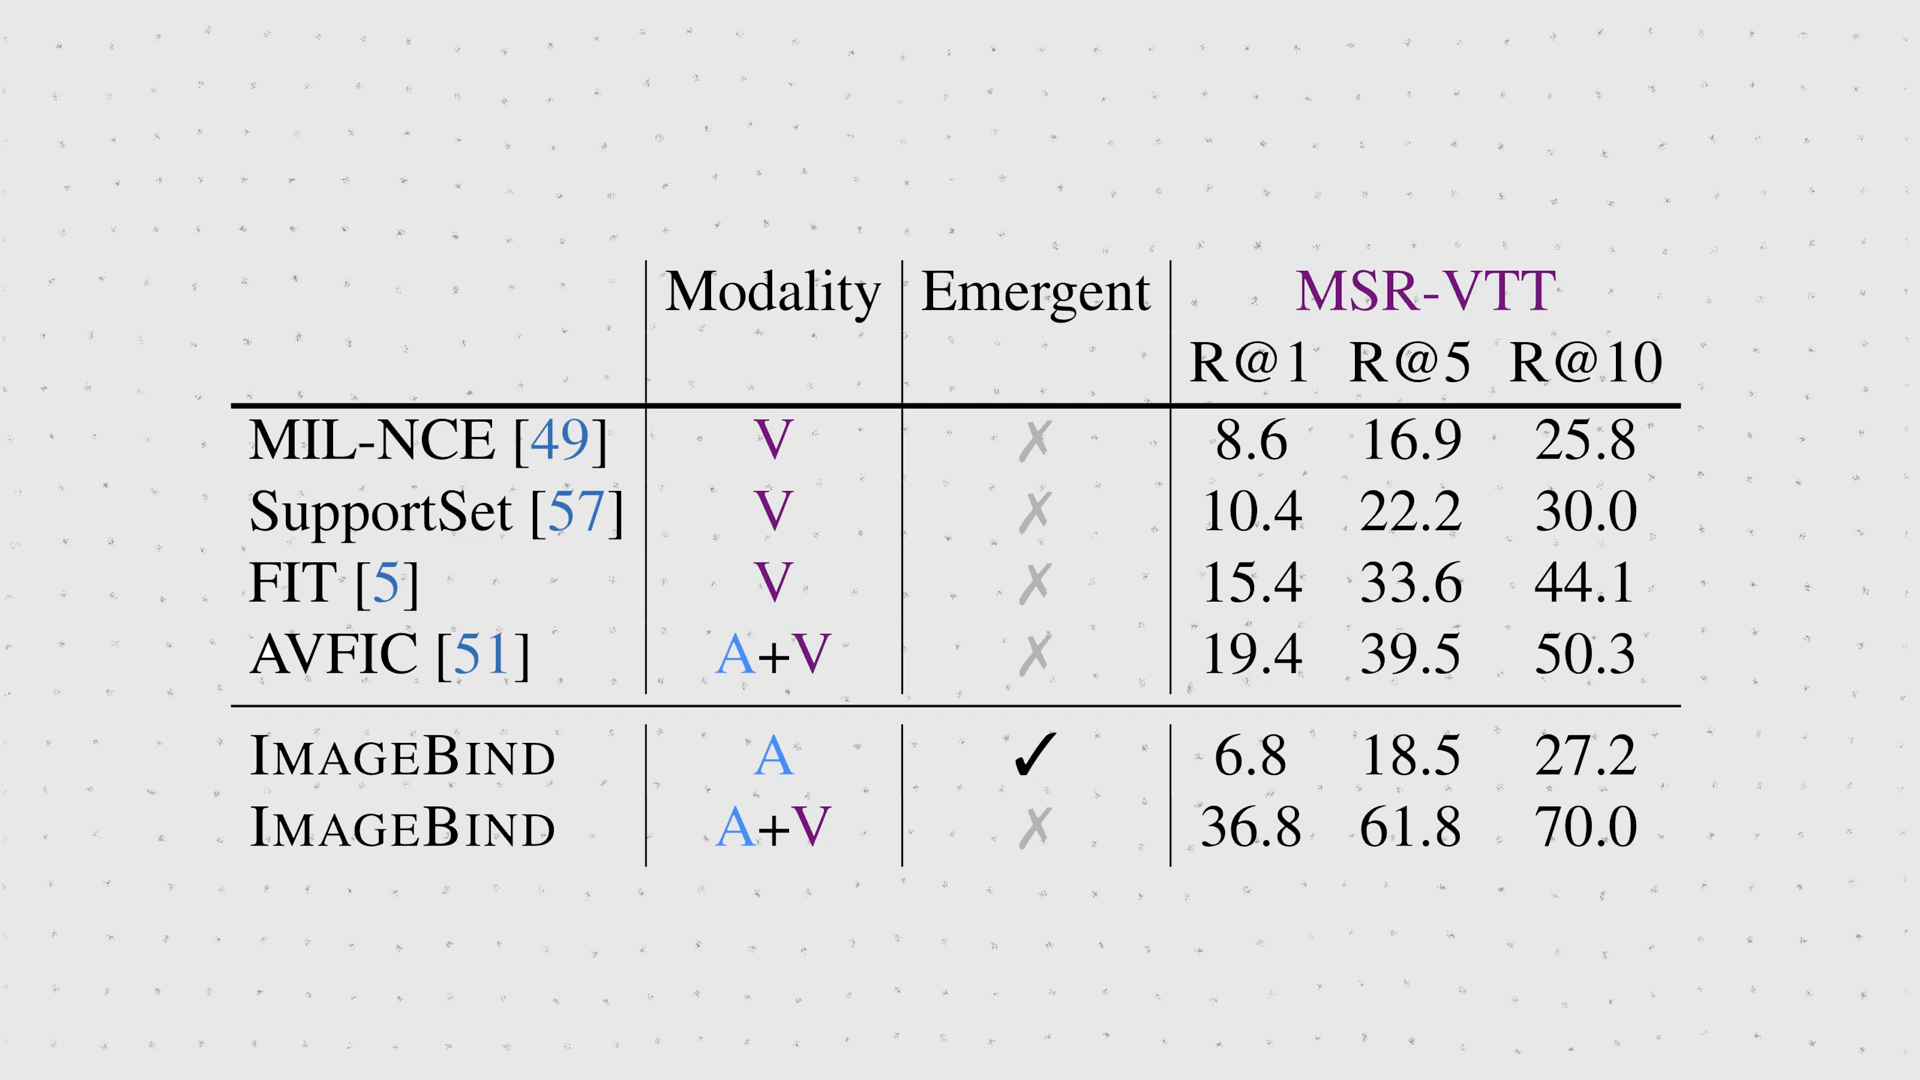 Modality Emergent MSR-VTT
R@1 R@5 R@10
MIL-NCE [49] V ✗ 8.6 16.9 25.8
SupportSet [57] V ✗ 10.4 22.2 30.0
FIT [5] V ✗ 15.4 33.6 44.1
AVFIC [51] A+V ✗ 19.4 39.5 50.3
IMAGEBIND A ✓ 6.8 18.5 27.2
IMAGEBIND A+V ✗ 36.8 61.8 70.0